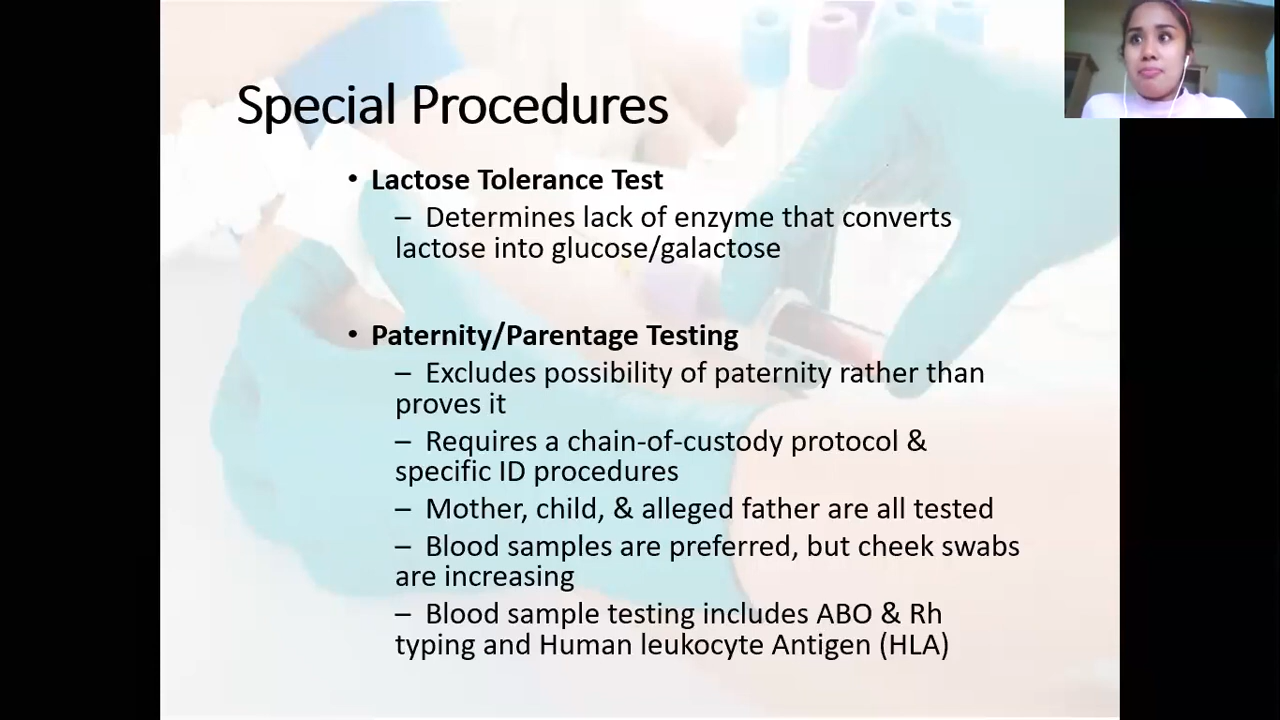 Special Procedures
• Lactose Tolerance Test
– Determines lack of enzyme that converts
lactose into glucose/galactose
• Paternity/Parentage Testing
– Excludes possibility of paternity rather than
proves it
– Requires a chain-of-custody protocol &
specific ID procedures
– Mother, child, & alleged father are all tested
– Blood samples are preferred, but cheek swabs
are increasing
– Blood sample testing includes ABO & Rh
typing and Human leukocyte Antigen (HLA)